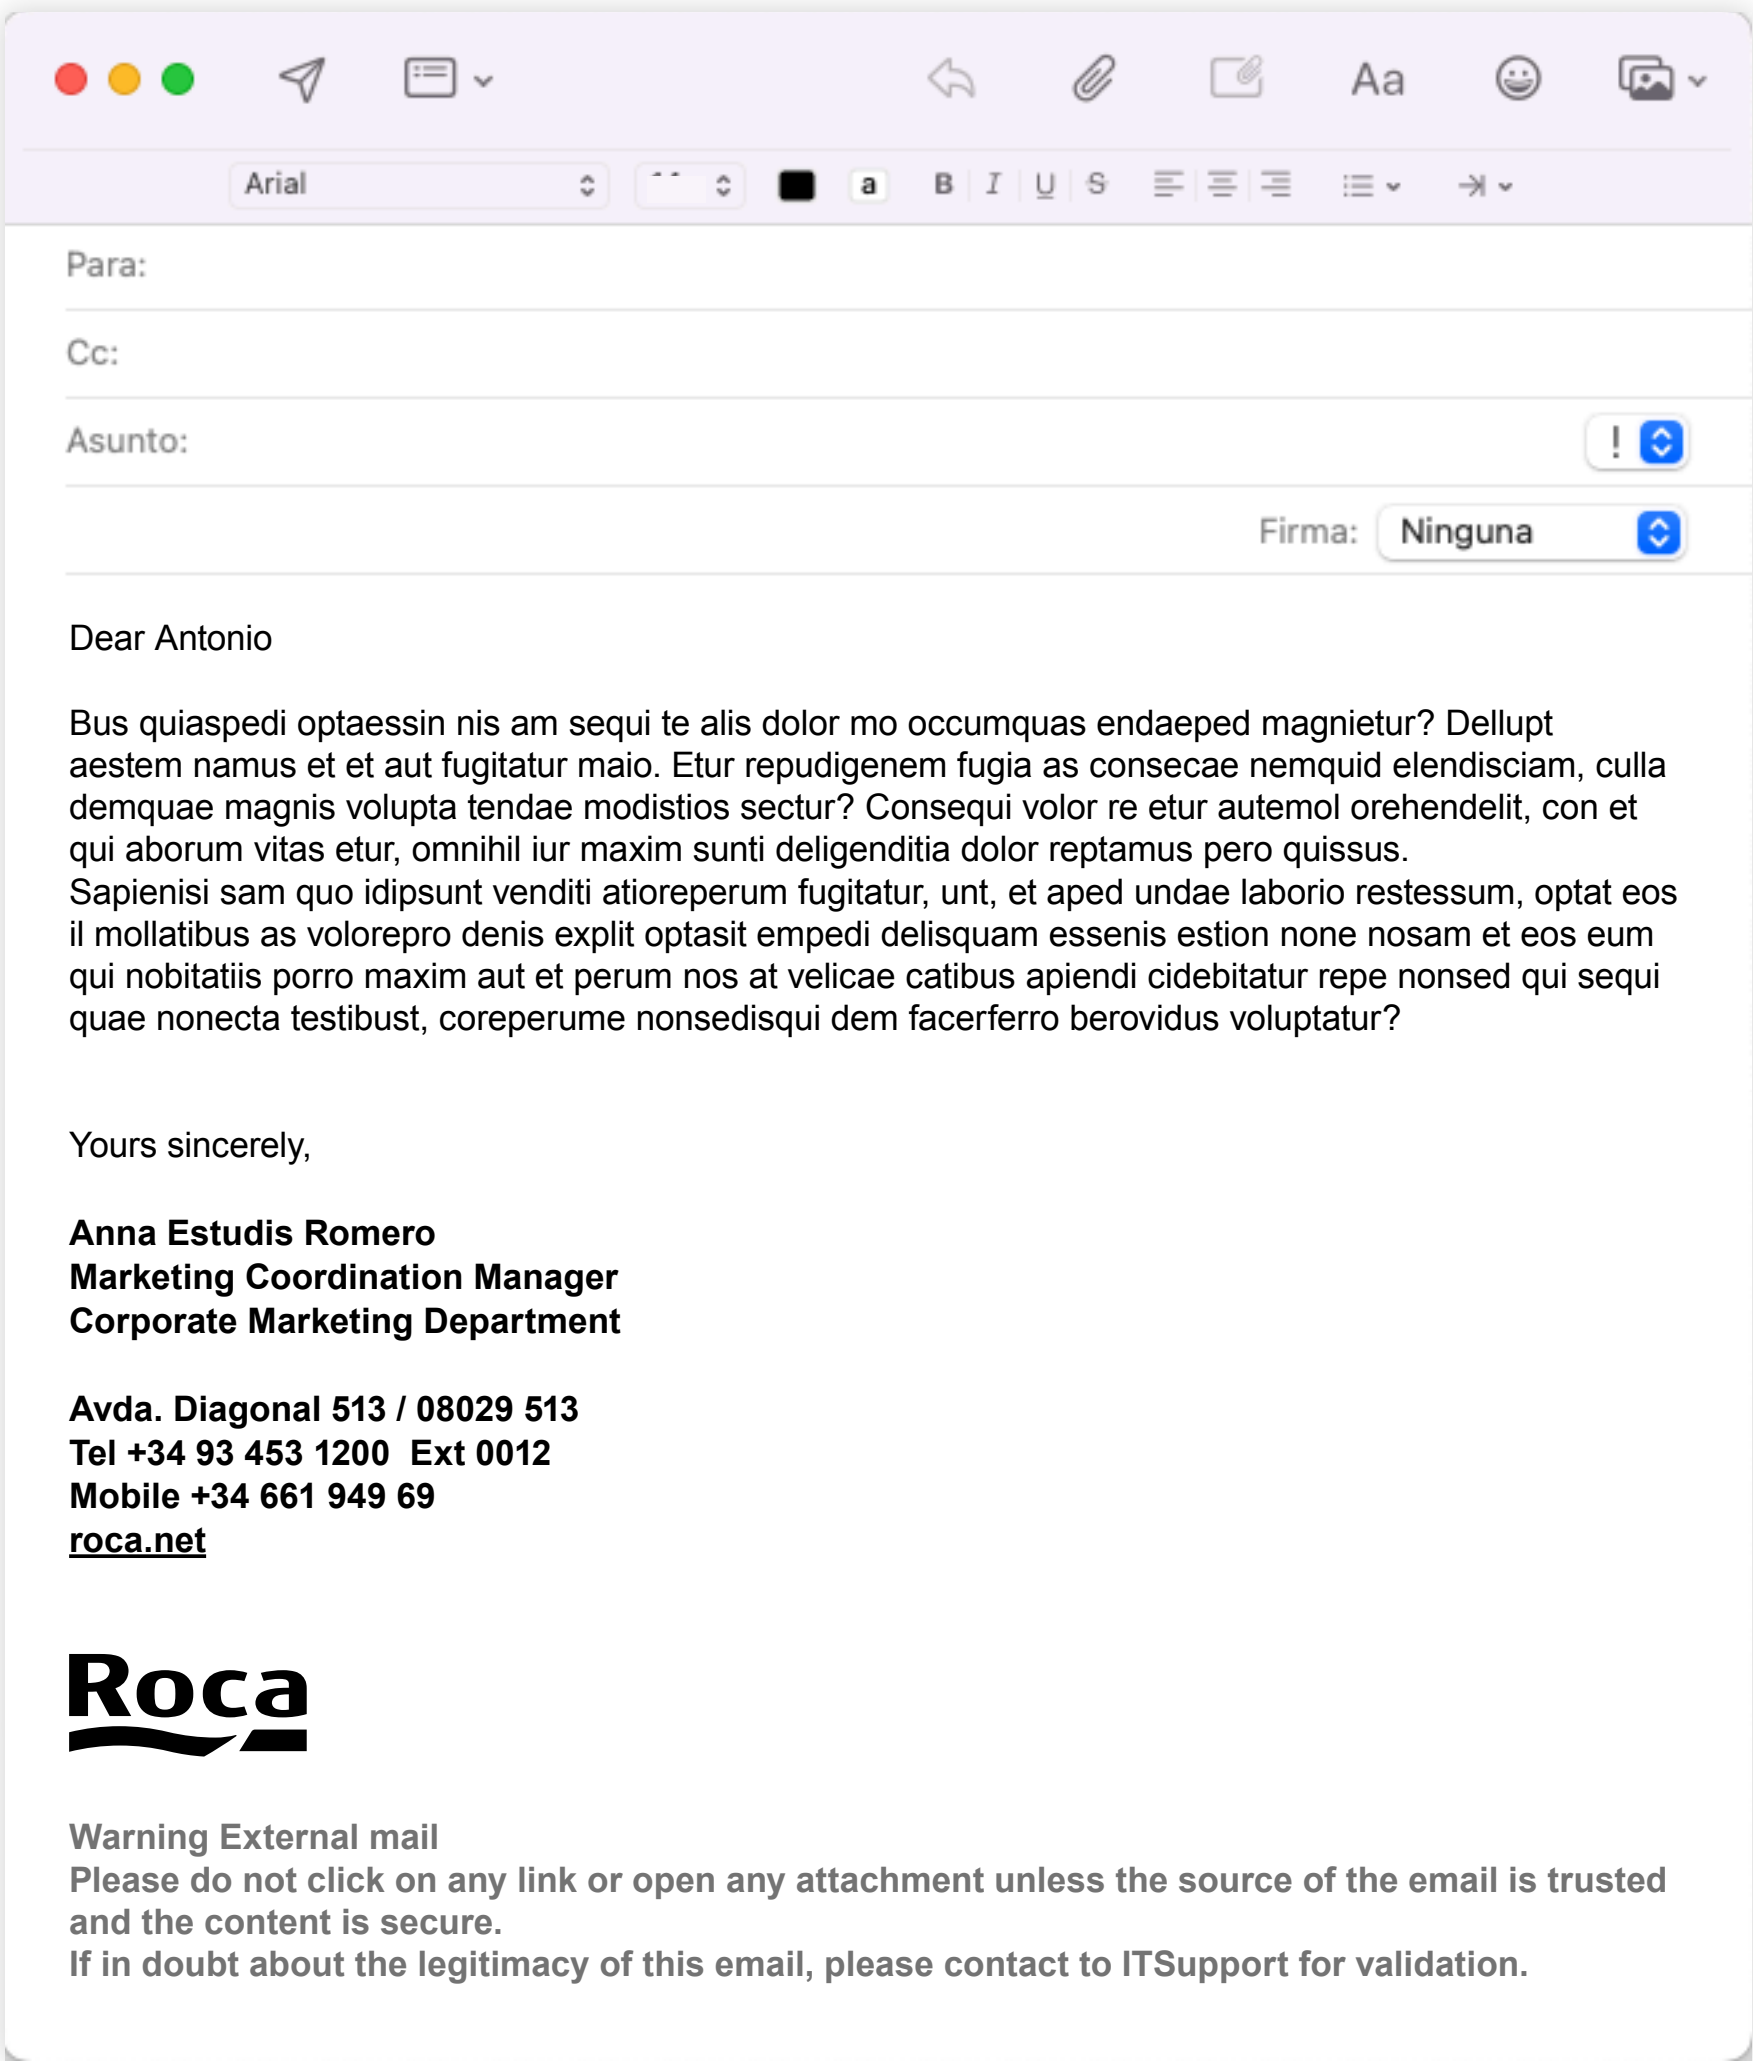 Aa
Arial
a B I U S
Para:
Cc:
Asunto:
!
Firma: Ninguna
Dear Antonio
Bus quiaspedi optaessin nis am sequi te alis dolor mo occumquas endaeped magnietur? Dellupt
aestem namus et et aut fugitatur maio. Etur repudigenem fugia as consecae nemquid elendisciam, culla
demquae magnis volupta tendae modistios sectur? Consequi volor re etur autemol orehendelit, con et
qui aborum vitas etur, omnihil iur maxim sunti deligenditia dolor reptamus pero quissus.
Sapienisi sam quo idipsunt venditi atioreperum fugitatur, unt, et aped undae laborio restessum, optat eos
il mollatibus as volorepro denis explit optasit empedi delisquam essenis estion none nosam et eos eum
qui nobitatiis porro maxim aut et perum nos at velicae catibus apiendi cidebitatur repe nonsed qui sequi
quae nonecta testibust, coreperume nonsedisqui dem facerferro berovidus voluptatur?
Yours sincerely,
Anna Estudis Romero
Marketing Coordination Manager
Corporate Marketing Department
Avda. Diagonal 513 / 08029 513
Tel +34 93 453 1200  Ext 0012
Mobile +34 661 949 69
roca.net
Roca
Warning External mail
Please do not click on any link or open any attachment unless the source of the email is trusted
and the content is secure.
If in doubt about the legitimacy of this email, please contact to ITSupport for validation.